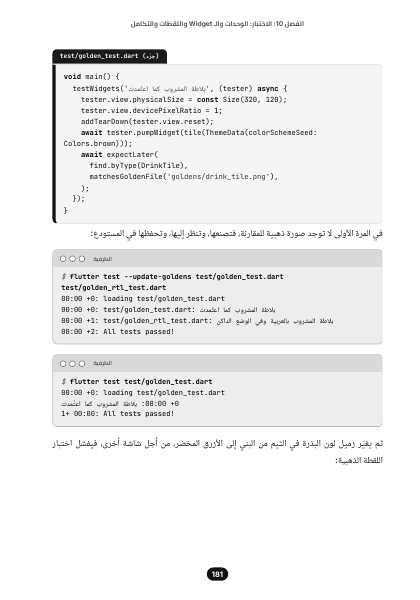 الفصل 10: الاختبار: الوحدات والـ Widget واللقطات والتكامل
test/golden_test.dart (جزء)
void main() {
testWidgets('بلاطة المشروب كما اعتُمدت', (tester) async {
tester.view.physicalSize = const Size(320, 120);
tester.view.devicePixelRatio = 1;
addTearDown(tester.view.reset);
await tester.pumpWidget(tile(ThemeData(colorSchemeSeed:
Colors.brown)));
await expectLater(
find.byType(DrinkTile),
matchesGoldenFile('goldens/drink_tile.png'),
);
});
}
في المرة الأولى لا توجد صورة ذهبية للمقارنة، فتصنعها، وتنظر إليها، وتحفظها في المستودع:
الطرفية
$ flutter test --update-goldens test/golden_test.dart
test/golden_rtl_test.dart
00:00 +0: loading test/golden_test.dart
00:00 +0: test/golden_test.dart: بلاطة المشروب كما اعتُمدت
00:00 +1: test/golden_rtl_test.dart: بلاطة المشروب بالعربية وفي الوضع الداكن
00:00 +2: All tests passed!
الطرفية
$ flutter test test/golden_test.dart
00:00 +0: loading test/golden_test.dart
00:00 +0: بلاطة المشروب كما اعتُمدت
00:00 +1: All tests passed!
ثم يغيّر زميل لون البذرة في الثيم من البني إلى الأزرق المخضر، من أجل شاشة أخرى، فيفشل اختبار
اللقطة الذهبية:
181